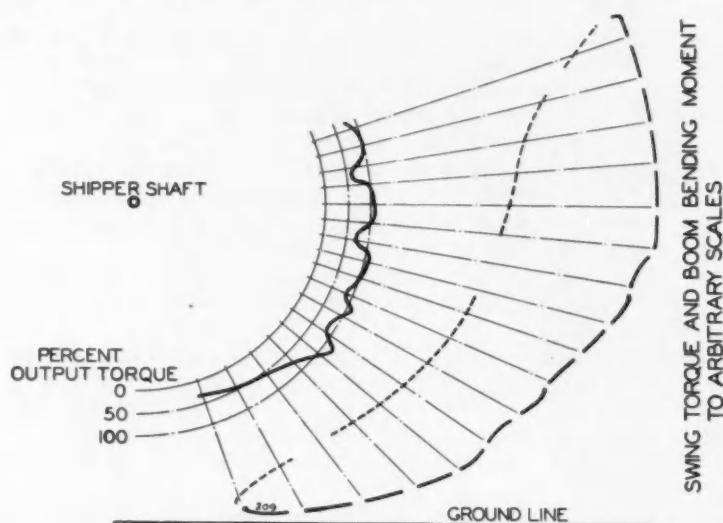 SHIPPER SHAFT
PERCENT
OUTPUT TORQUE
0
50
100
209
GROUND LINE
SWING TORQUE AND BOOM BENDING MOMENT
TO ARBITRARY SCALES